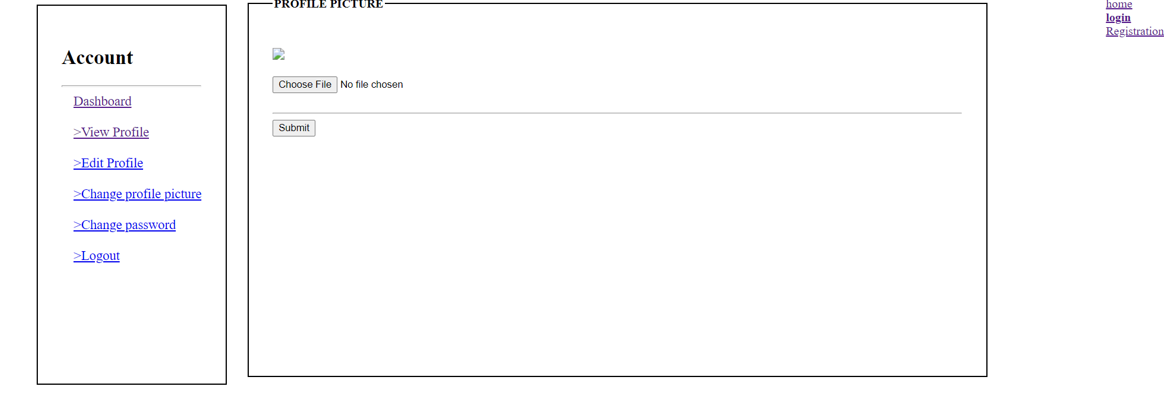 Account
Dashboard
>View Profile
>Edit Profile
>Change profile picture
>Change password
>Logout
PROFILE PICTURE
Choose File No file chosen
Submit
home
login
Registration